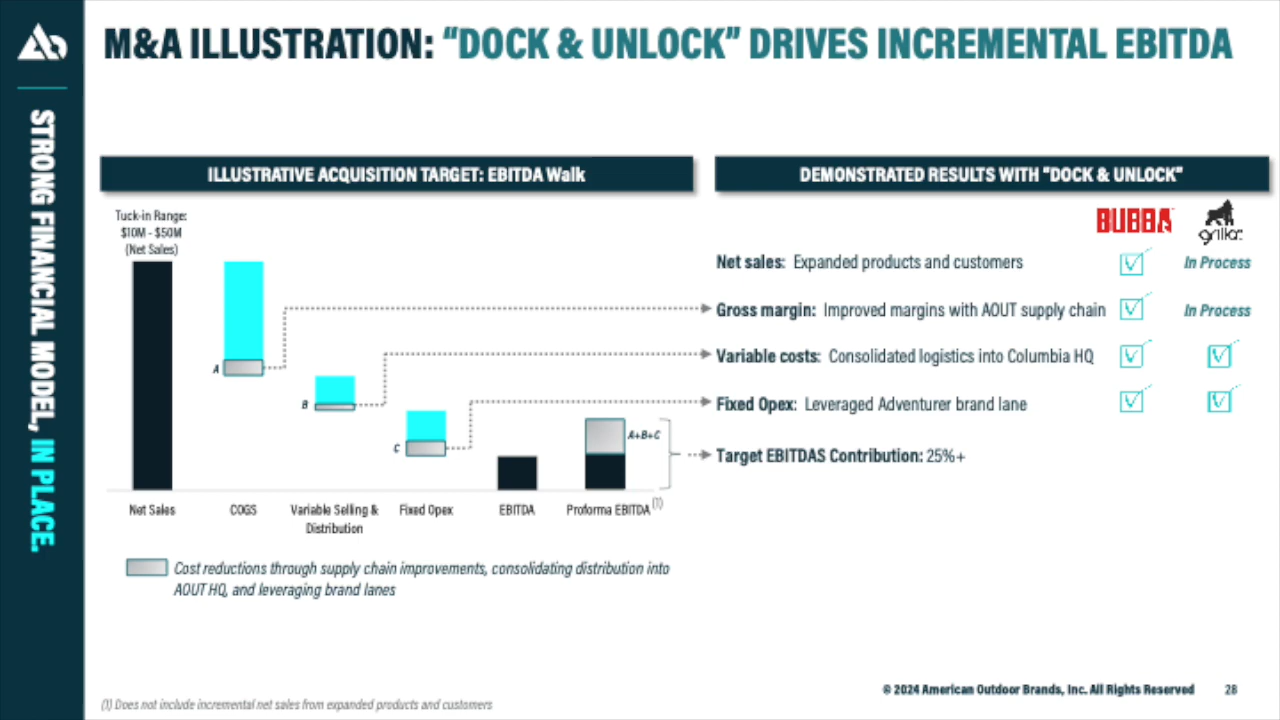 M&A ILLUSTRATION: “DOCK & UNLOCK” DRIVES INCREMENTAL EBITDA
STRONG FINANCIAL MODEL, IN PLACE.
ILLUSTRATIVE ACQUISITION TARGET: EBITDA Walk
Tuck-in Range:
$10M - $50M
(Net Sales)
A
B
C
A+B+C
Net Sales
COGS
Variable Selling &
Distribution
Fixed Opex
EBITDA
Proforma EBITDA (1)
Cost reductions through supply chain improvements, consolidating distribution into
AOUT HQ, and leveraging brand lanes
DEMONSTRATED RESULTS WITH “DOCK & UNLOCK”
BUBBA grilla
Net sales: Expanded products and customers In Process
Gross margin: Improved margins with AOUT supply chain In Process
Variable costs: Consolidated logistics into Columbia HQ
Fixed Opex: Leveraged Adventurer brand lane
Target EBITDAS Contribution: 25%+
© 2024 American Outdoor Brands, Inc. All Rights Reserved 28
(1) Does not include incremental net sales from expanded products and customers